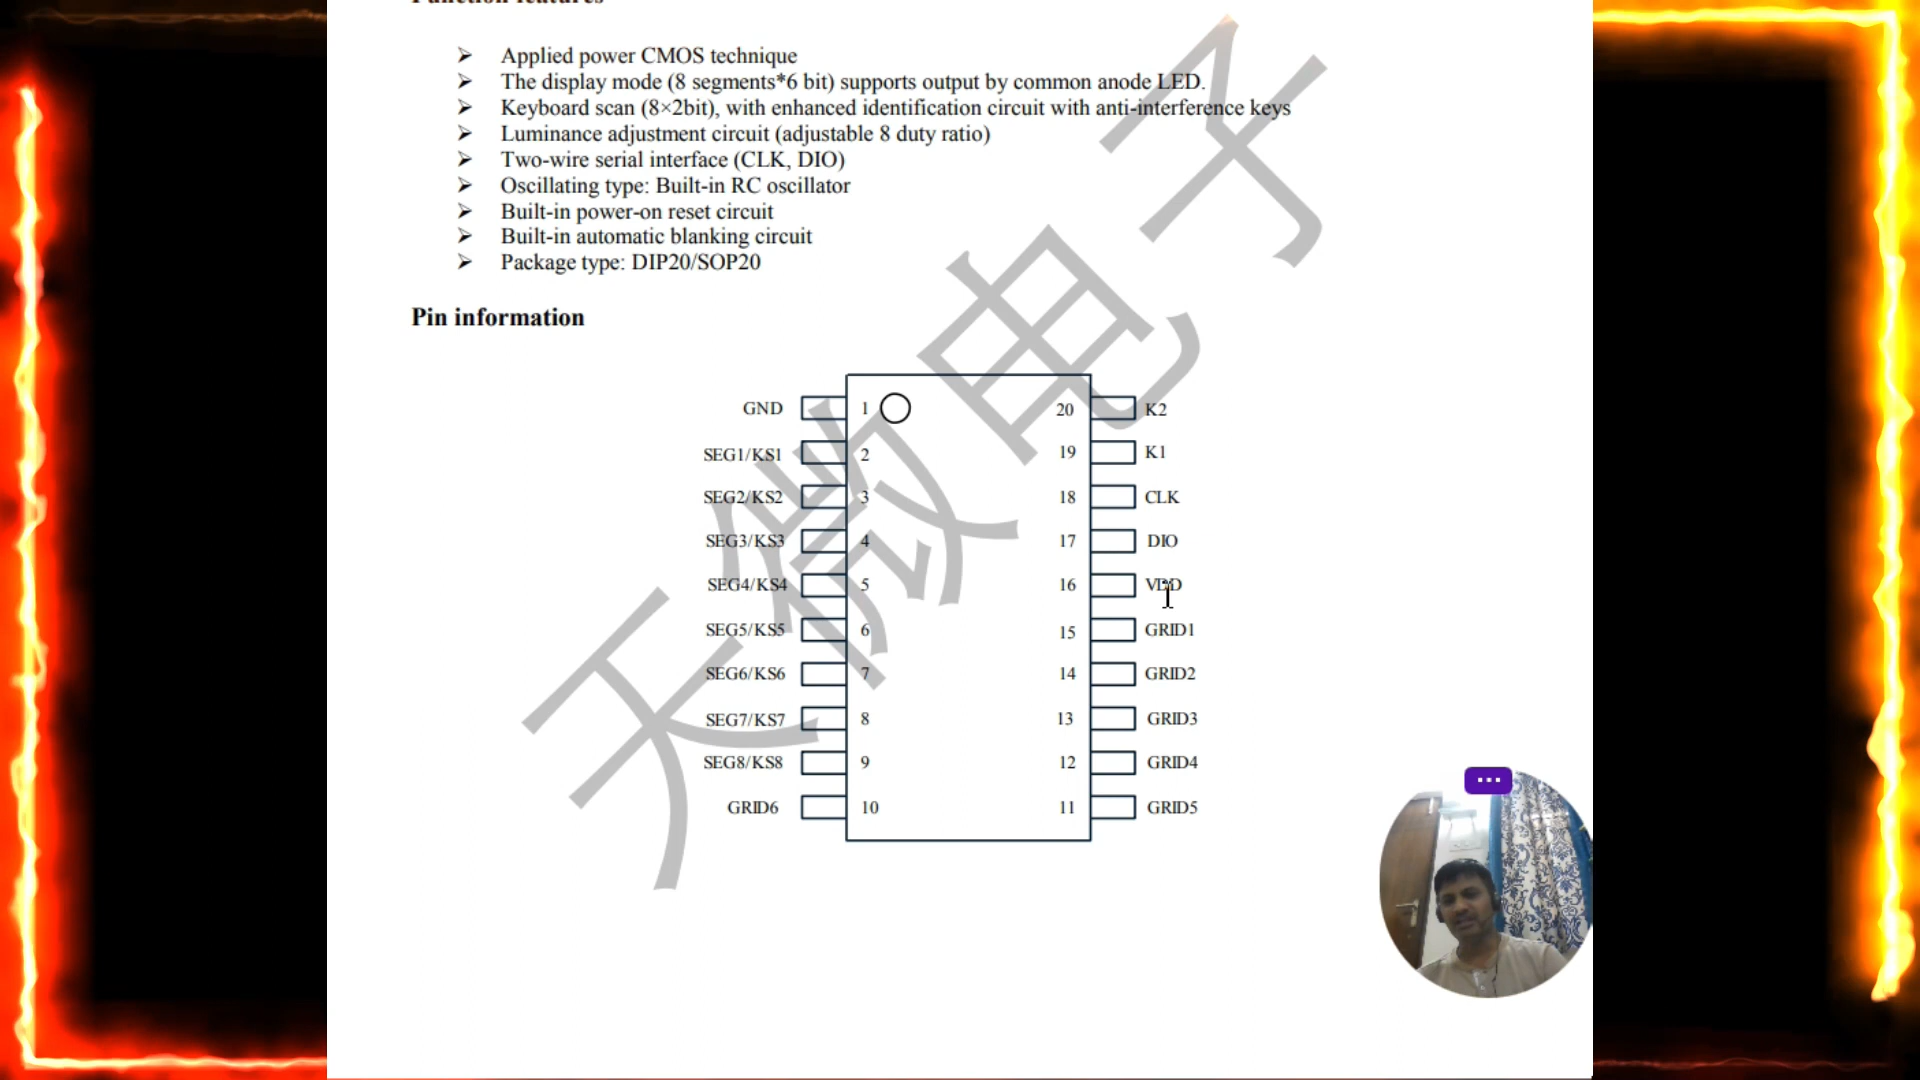 Function features
Applied power CMOS technique
The display mode (8 segments*6 bit) supports output by common anode LED.
Keyboard scan (8×2bit), with enhanced identification circuit with anti-interference keys
Luminance adjustment circuit (adjustable 8 duty ratio)
Two-wire serial interface (CLK, DIO)
Oscillating type: Built-in RC oscillator
Built-in power-on reset circuit
Built-in automatic blanking circuit
Package type: DIP20/SOP20
Pin information
GND 1 20 K2
SEG1/KS1 2 19 K1
SEG2/KS2 3 18 CLK
SEG3/KS3 4 17 DIO
SEG4/KS4 5 16 VDD
SEG5/KS5 6 15 GRID1
SEG6/KS6 7 14 GRID2
SEG7/KS7 8 13 GRID3
SEG8/KS8 9 12 GRID4
GRID6 10 11 GRID5
天微电子